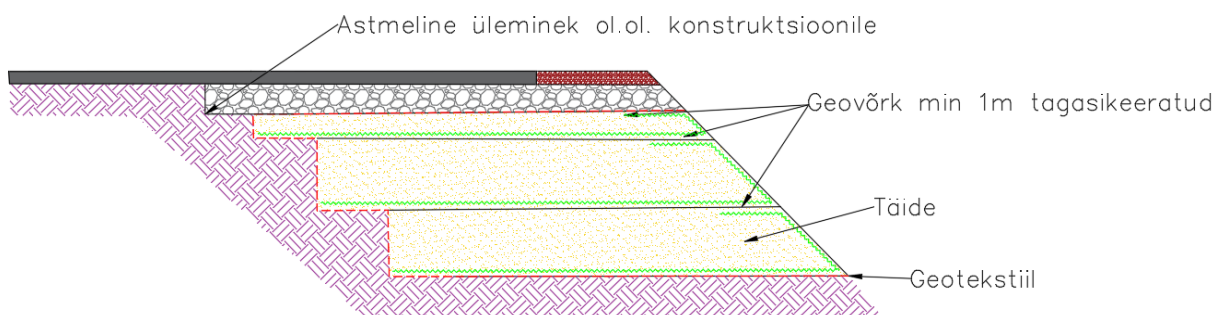 Astmeline üleminek ol.ol. konstruktsioonile
Geovõrk min 1m tagasikeeratud
Täide
Geotekstiil